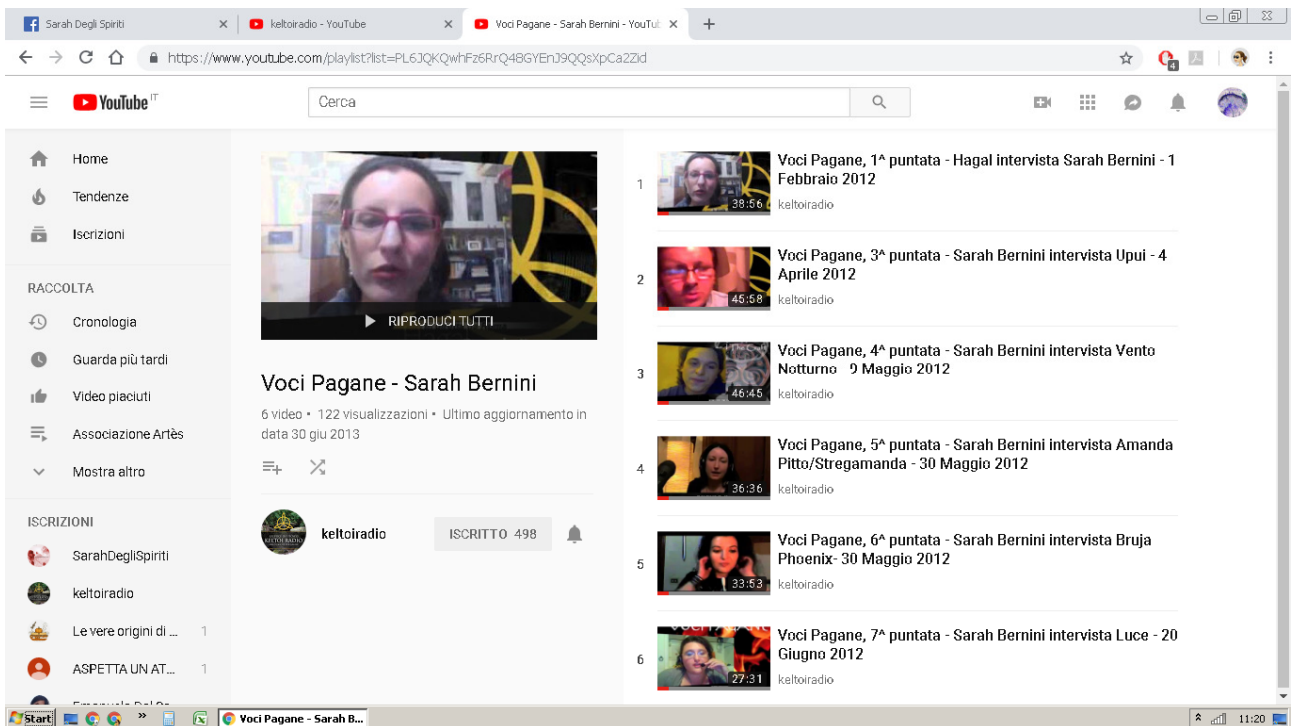 Sarah Degli Spiriti
keltoiradio - YouTube
Voci Pagane - Sarah Bernini - YouTu
https://www.youtube.com/playlist?list=PL6JQKQwhFz6RrQ48GYEnJ9QQsXpCa2Zid
4
YouTube IT
Cerca
Home
Tendenze
Iscrizioni
RACCOLTA
Cronologia
Guarda più tardi
Video piaciuti
Associazione Artès
Mostra altro
ISCRIZIONI
SarahDegliSpiriti
keltoiradio
Le vere origini di ... 1
ASPETTA UN AT... 1
RIPRODUCI TUTTI
Voci Pagane - Sarah Bernini
6 video • 122 visualizzazioni • Ultimo aggiornamento in
data 30 giu 2013
keltoiradio
ISCRITTO 498
1
38:56
Voci Pagane, 1^ puntata - Hagal intervista Sarah Bernini - 1
Febbraio 2012
keltoiradio
2
45:58
Voci Pagane, 3^ puntata - Sarah Bernini intervista Upui - 4
Aprile 2012
keltoiradio
3
46:45
Voci Pagane, 4^ puntata - Sarah Bernini intervista Vento
Notturno - 9 Maggio 2012
keltoiradio
4
36:36
Voci Pagane, 5^ puntata - Sarah Bernini intervista Amanda
Pitto/Stregamanda - 30 Maggio 2012
keltoiradio
5
33:53
Voci Pagane, 6^ puntata - Sarah Bernini intervista Bruja
Phoenix- 30 Maggio 2012
keltoiradio
6
27:31
Voci Pagane, 7^ puntata - Sarah Bernini intervista Luce - 20
Giugno 2012
keltoiradio
Start
»
Voci Pagane - Sarah B...
11:20